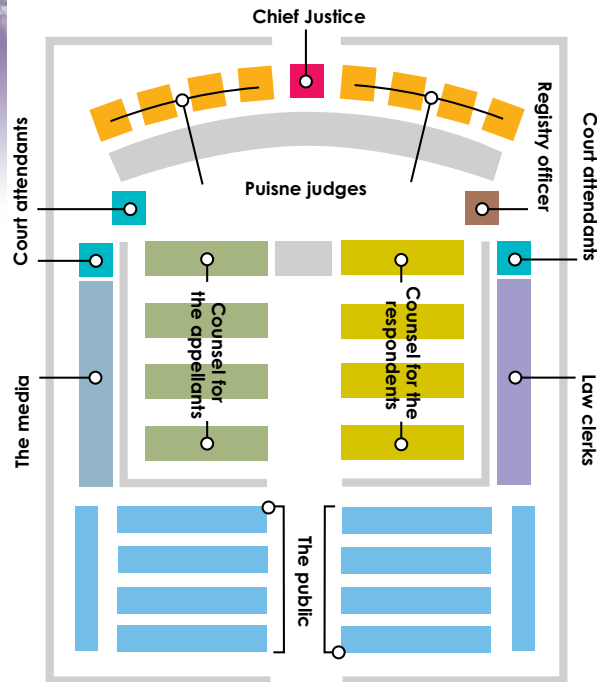 Chief Justice
Puisne judges
Court attendants
Registry officer
Court attendants
Counsel for
the appellants
Counsel for the
respondents
The media
Law clerks
The public